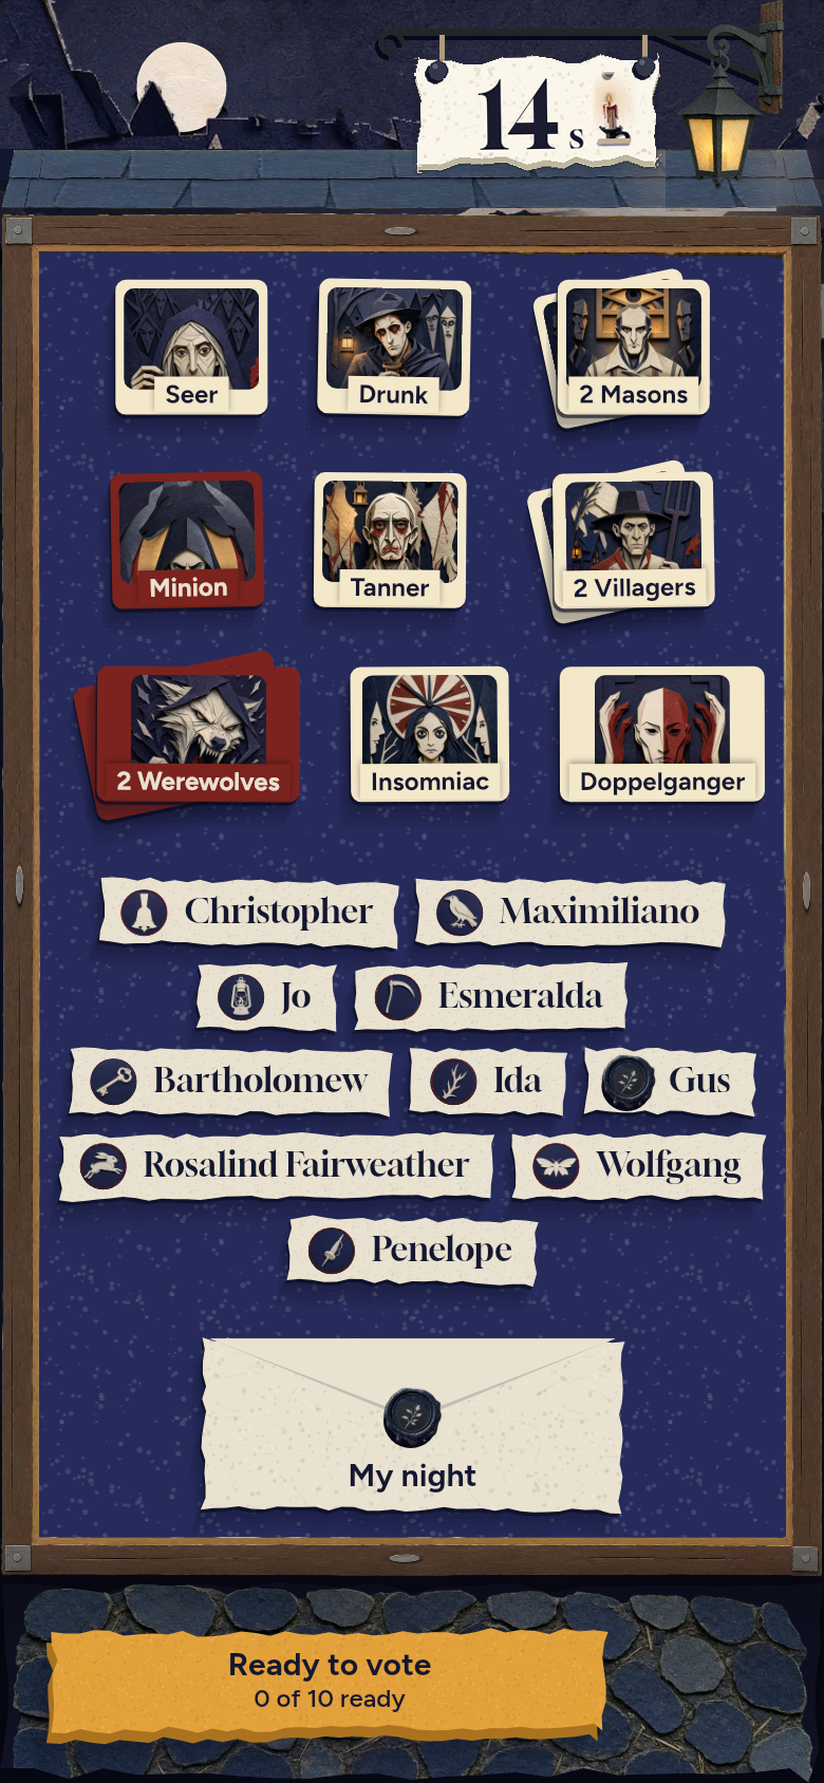 14 s
Seer
Drunk
2 Masons
Minion
Tanner
2 Villagers
2 Werewolves
Insomniac
Doppelganger
Christopher
Maximiliano
Jo
Esmeralda
Bartholomew
Ida
Gus
Rosalind Fairweather
Wolfgang
Penelope
My night
Ready to vote
0 of 10 ready